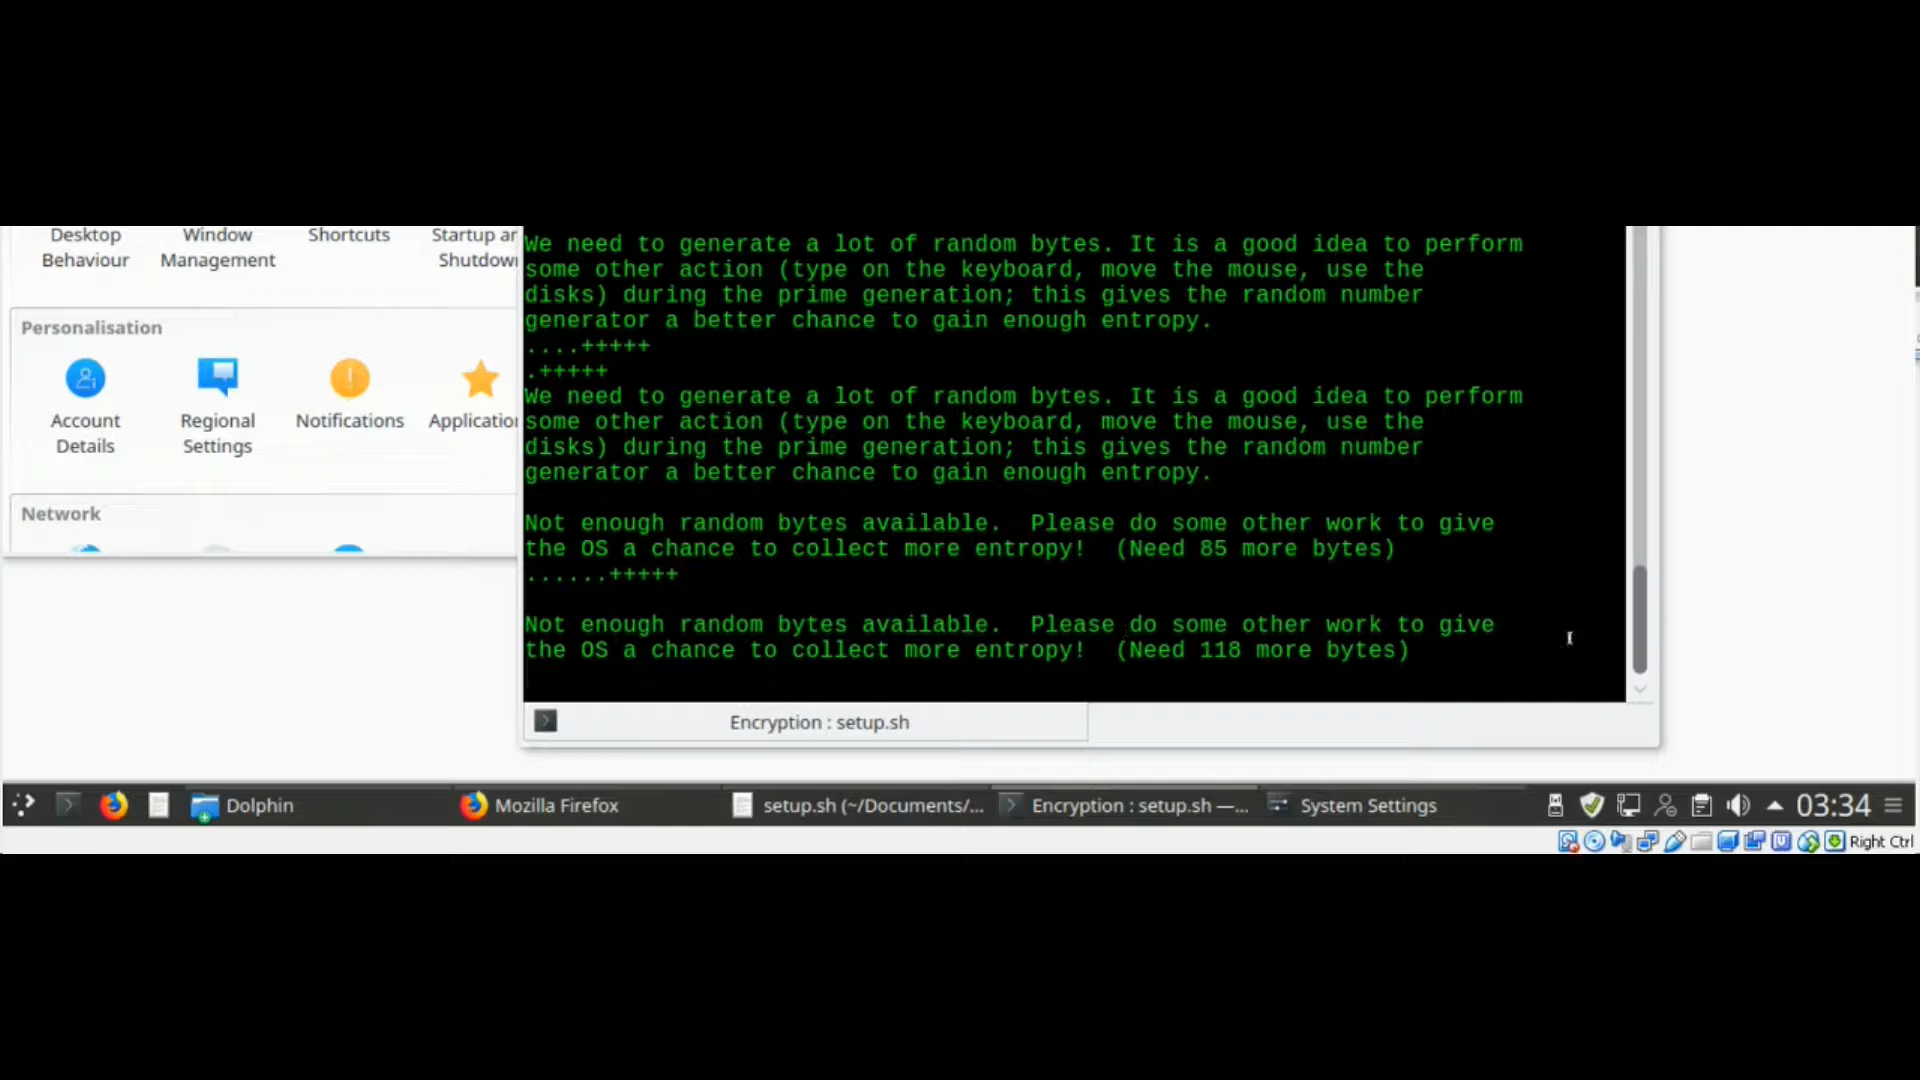 Desktop
Behaviour
Window
Management
Shortcuts
Startup ar
Shutdown
Personalisation
Account
Details
Regional
Settings
Notifications
Applicatio
Network
We need to generate a lot of random bytes. It is a good idea to perform
some other action (type on the keyboard, move the mouse, use the
disks) during the prime generation; this gives the random number
generator a better chance to gain enough entropy.
....+++++
.+++++
We need to generate a lot of random bytes. It is a good idea to perform
some other action (type on the keyboard, move the mouse, use the
disks) during the prime generation; this gives the random number
generator a better chance to gain enough entropy.
Not enough random bytes available.  Please do some other work to give
the OS a chance to collect more entropy!  (Need 85 more bytes)
......+++++
Not enough random bytes available.  Please do some other work to give
the OS a chance to collect more entropy!  (Need 118 more bytes)
Encryption : setup.sh
Dolphin
Mozilla Firefox
setup.sh (~/Documents/...
Encryption : setup.sh —...
System Settings
03:34
Right Ctrl